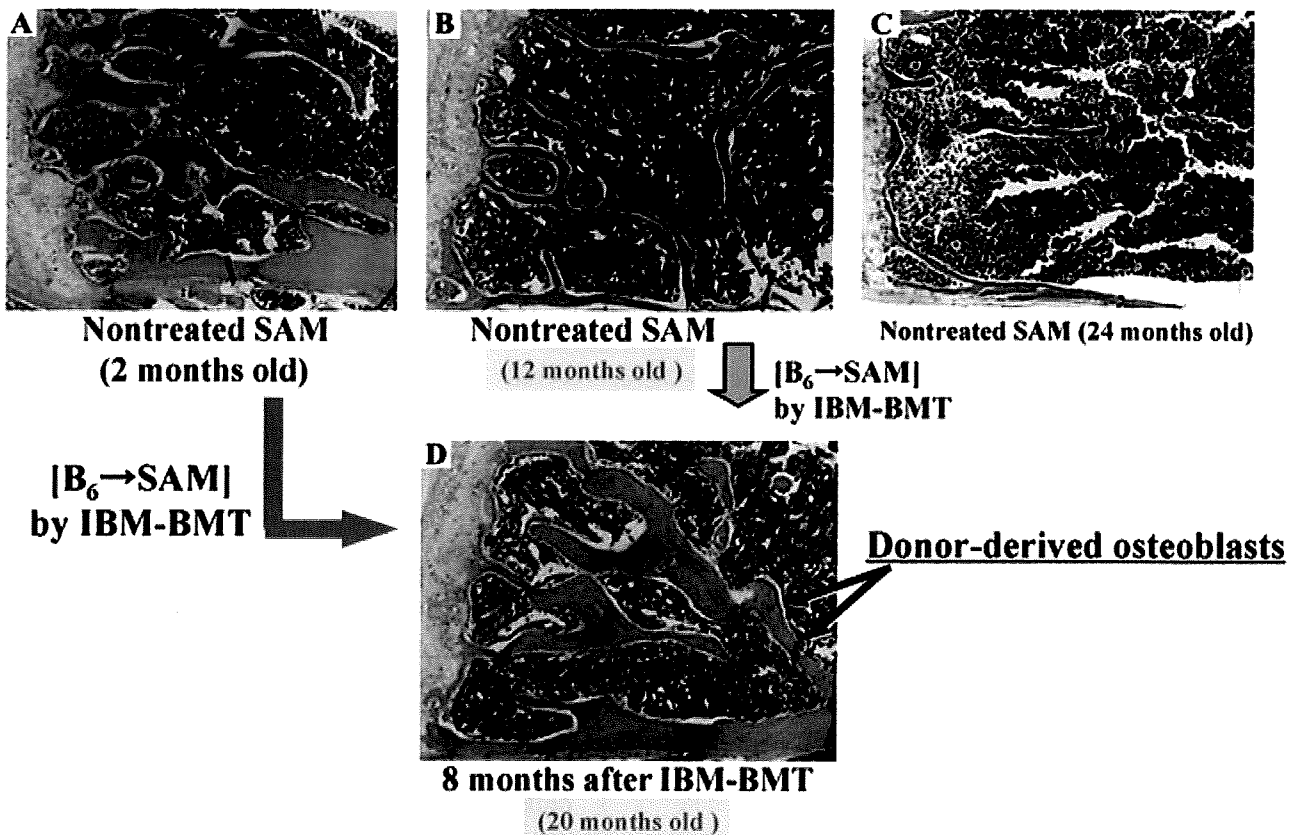 A
B
C
Nontreated SAM
(2 months old)
Nontreated SAM
(12 months old )
Nontreated SAM (24 months old)
[B6→SAM]
by IBM-BMT
[B6→SAM]
by IBM-BMT
D
Donor-derived osteoblasts
8 months after IBM-BMT
(20 months old )